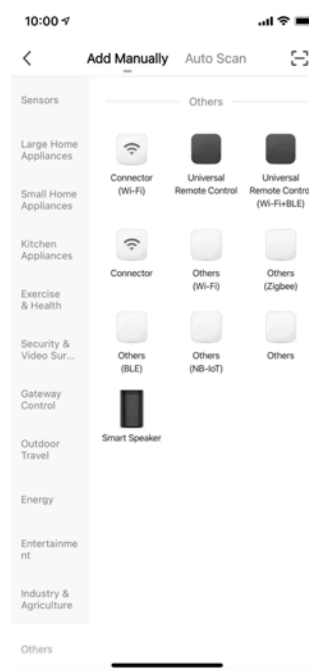 10:00
Add Manually Auto Scan
Sensors
Large Home
Appliances
Small Home
Appliances
Kitchen
Appliances
Exercise
& Health
Security &
Video Sur...
Gateway
Control
Outdoor
Travel
Energy
Entertainme
nt
Industry &
Agriculture
Others
Others
Connector
(Wi-Fi)
Universal
Remote Control
Universal
Remote Control
(Wi-Fi+BLE)
Connector
Others
(Wi-Fi)
Others
(Zigbee)
Others
(BLE)
Others
(NB-IoT)
Others
Smart Speaker